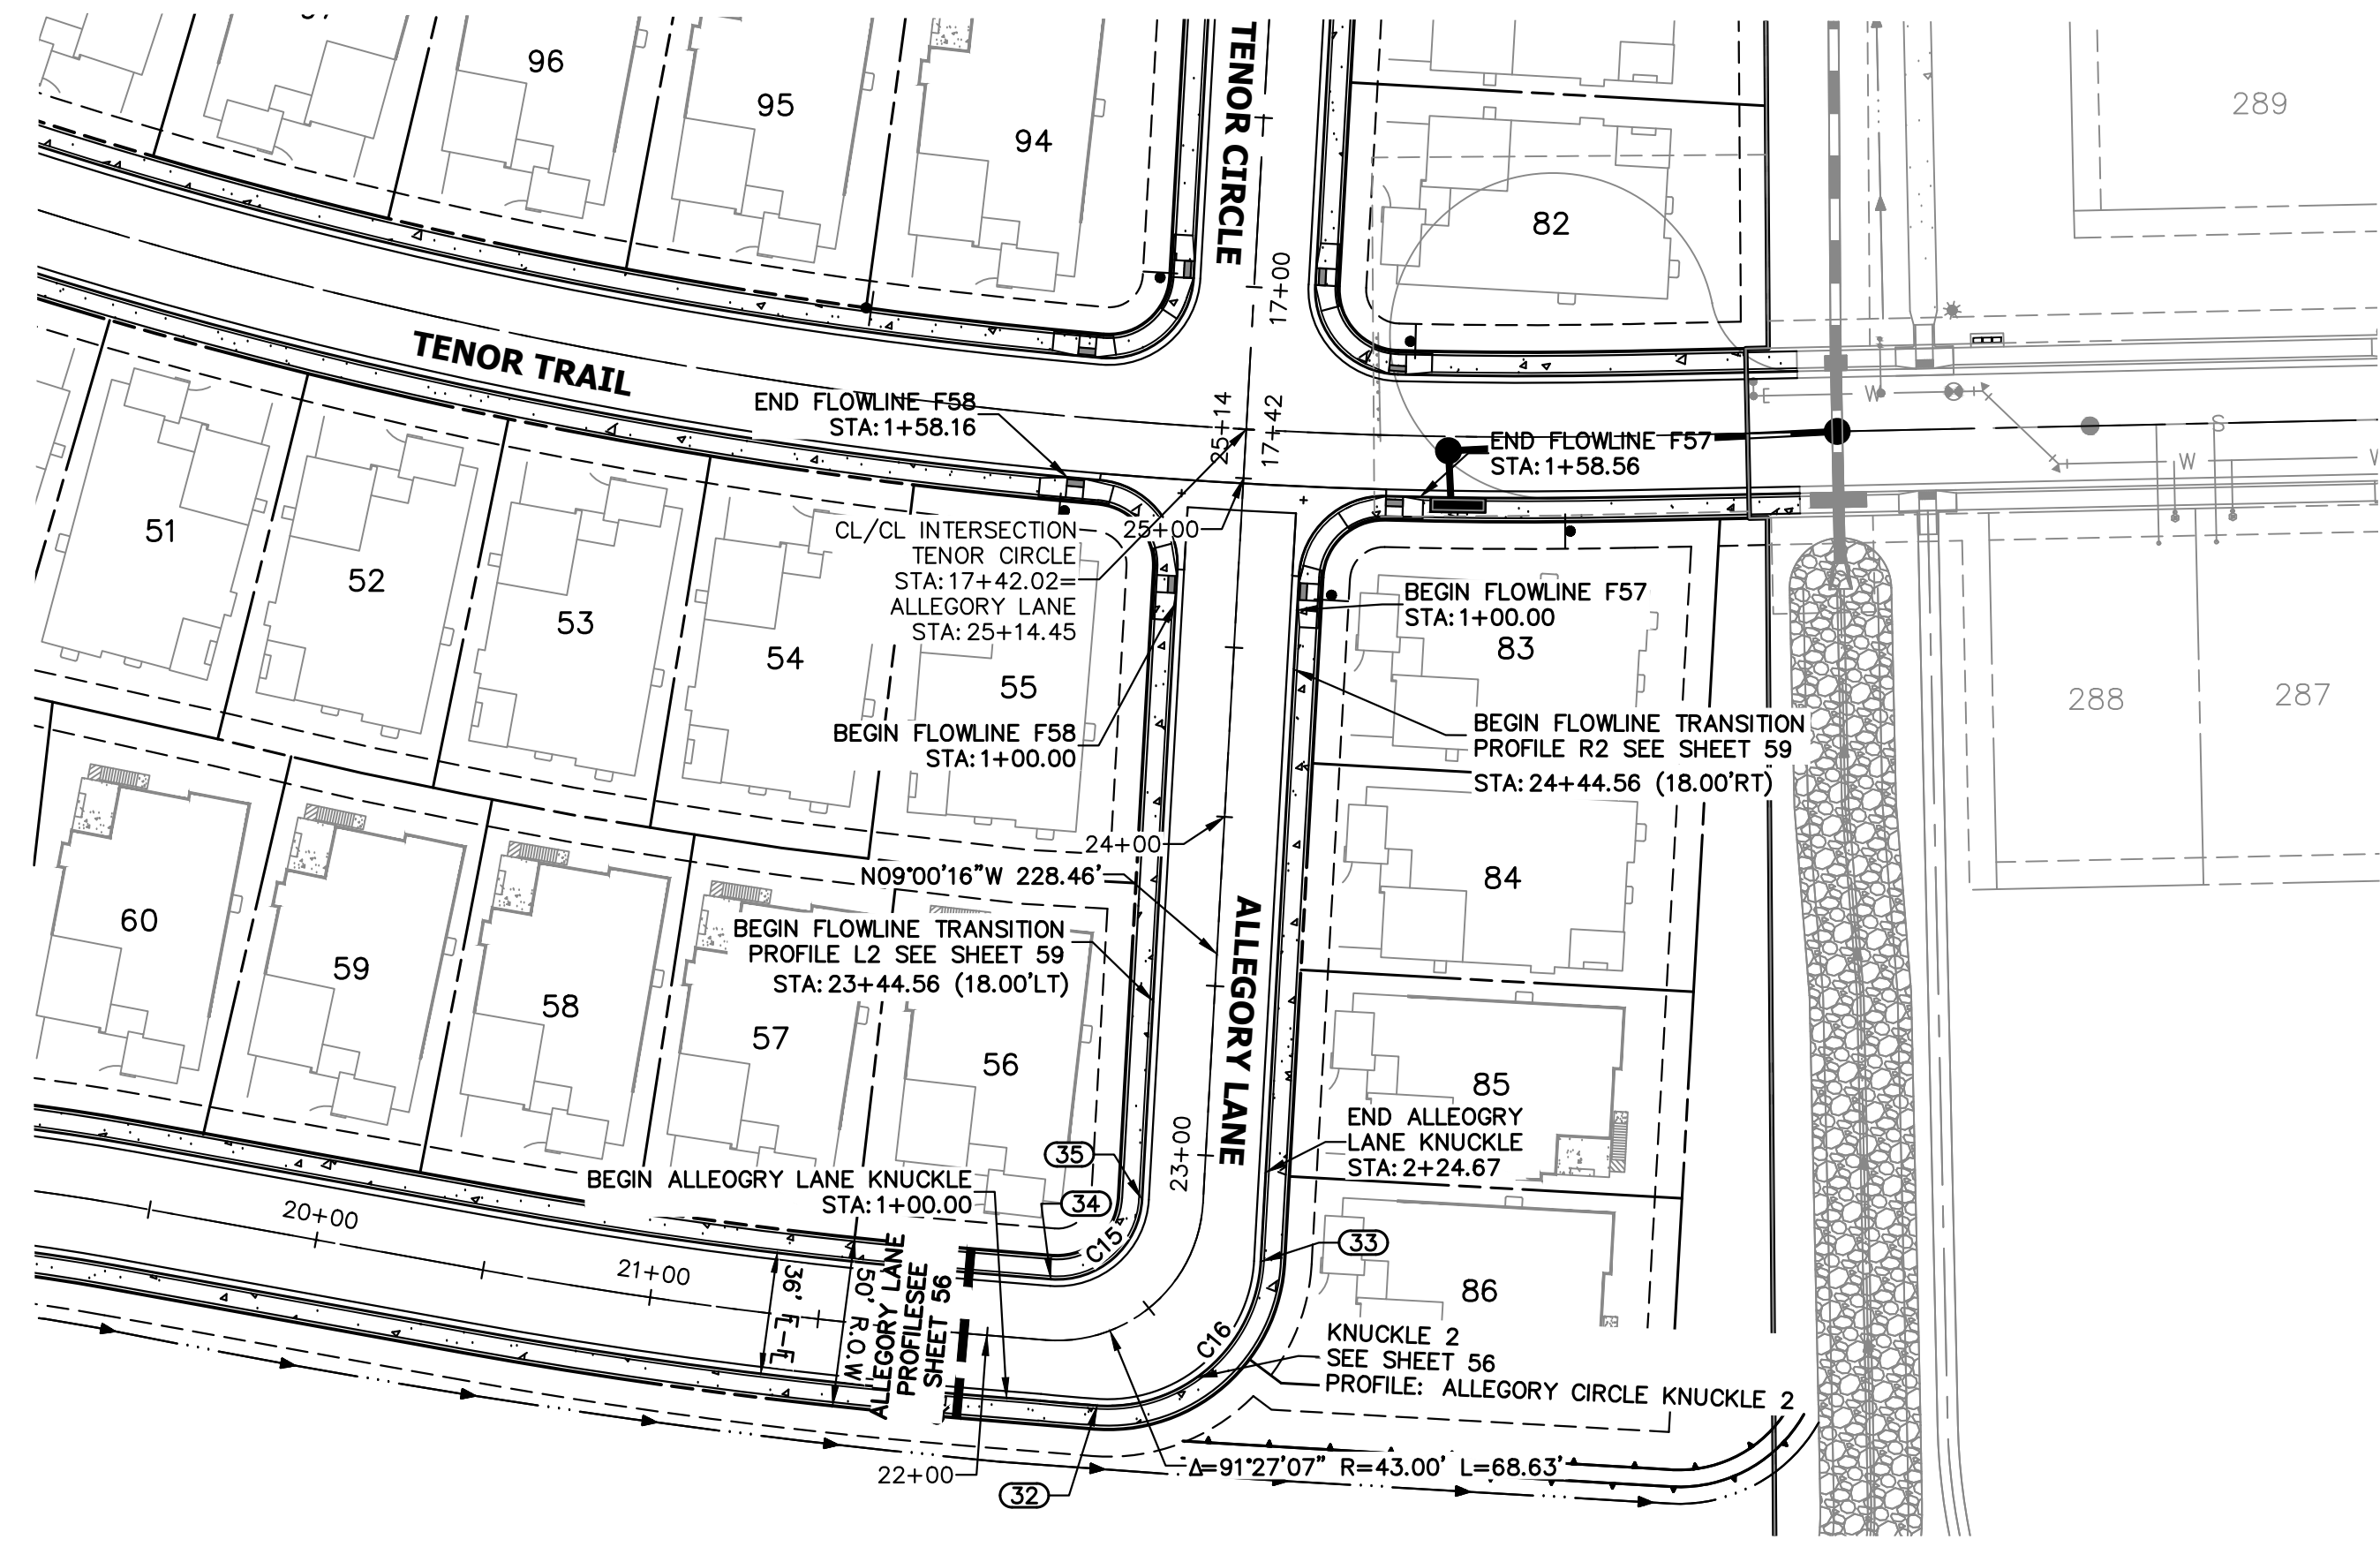 96
95
94
TENOR CIRCLE
82
289
17+00
TENOR TRAIL
END FLOWLINE F58
STA:1+58.16
25+14
17+42
END FLOWLINE F57
STA:1+58.56
E
W
S
W
51
52
53
54
55
CL/CL INTERSECTION
TENOR CIRCLE
STA:17+42.02=
ALLEGORY LANE
STA:25+14.45
25+00
BEGIN FLOWLINE F57
STA:1+00.00
83
BEGIN FLOWLINE F58
STA:1+00.00
BEGIN FLOWLINE TRANSITION
PROFILE R2 SEE SHEET 59
STA:24+44.56 (18.00'RT)
288
287
24+00
N09°00'16"W 228.46'
84
BEGIN FLOWLINE TRANSITION
PROFILE L2 SEE SHEET 59
STA:23+44.56 (18.00'LT)
ALLEGORY LANE
60
59
58
57
56
85
END ALLEOGRY
LANE KNUCKLE
STA:2+24.67
23+00
35
34
33
BEGIN ALLEOGRY LANE KNUCKLE
STA:1+00.00
C15
20+00
21+00
36' FL-FL
50' R.O.W.
ALLEGORY LANE
PROFILESEE
SHEET 56
86
C16
KNUCKLE 2
SEE SHEET 56
PROFILE: ALLEGORY CIRCLE KNUCKLE 2
22+00
Δ=91°27'07" R=43.00' L=68.63'
32